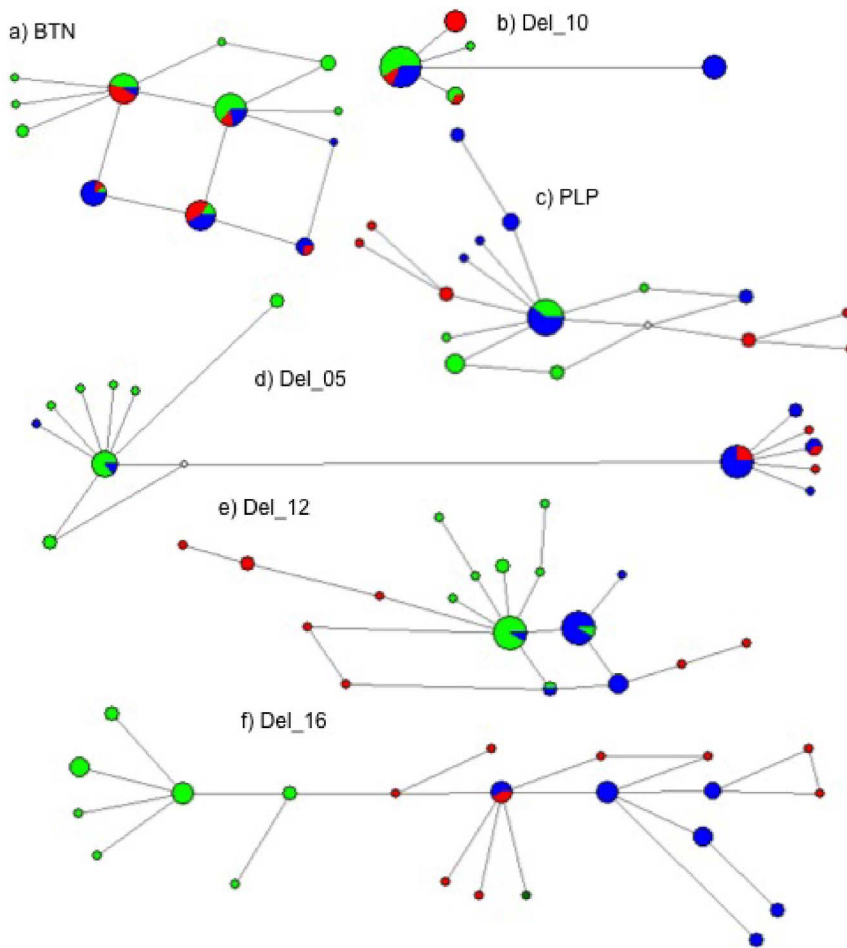 a) BTN
b) Del_10
c) PLP
d) Del_05
e) Del_12
f) Del_16